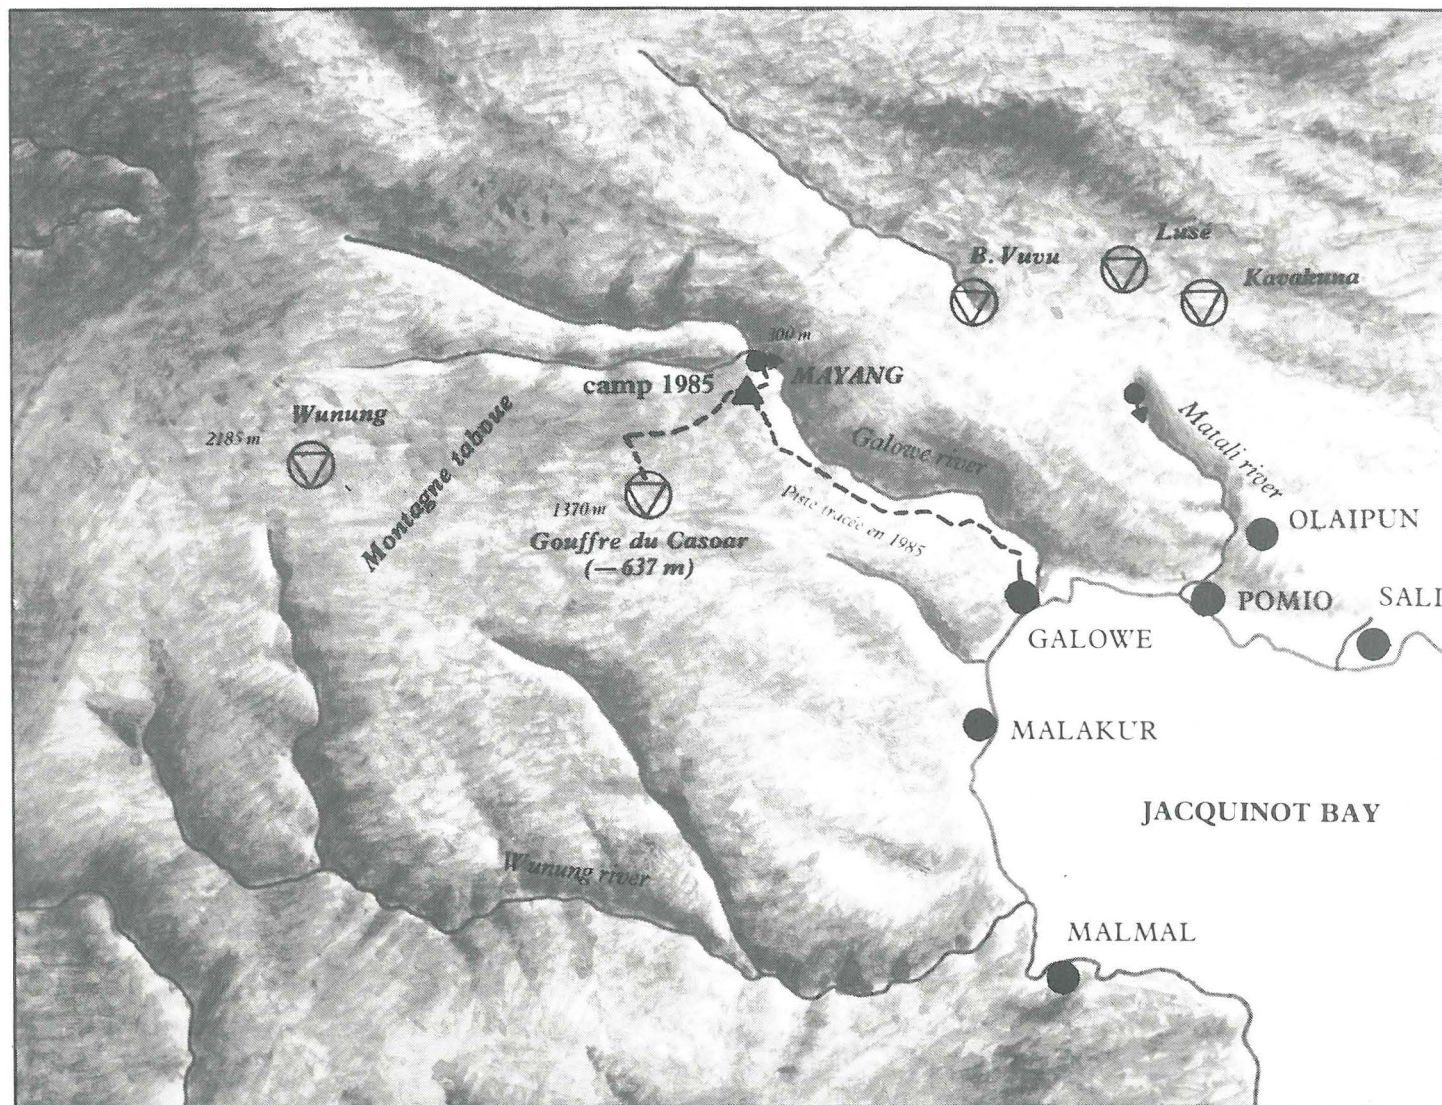 Lusé
B. Vuvu
Kavakuna
MAYANG
camp 1985
Wunung
2185 m
Montagne taboue
Galowe river
Matali river
1370 m
Piste tracée en 1985
Gouffre du Casoar
(—637 m)
OLAIPUN
POMIO
SALI
GALOWE
MALAKUR
JACQUINOT BAY
Wunung river
MALMAL